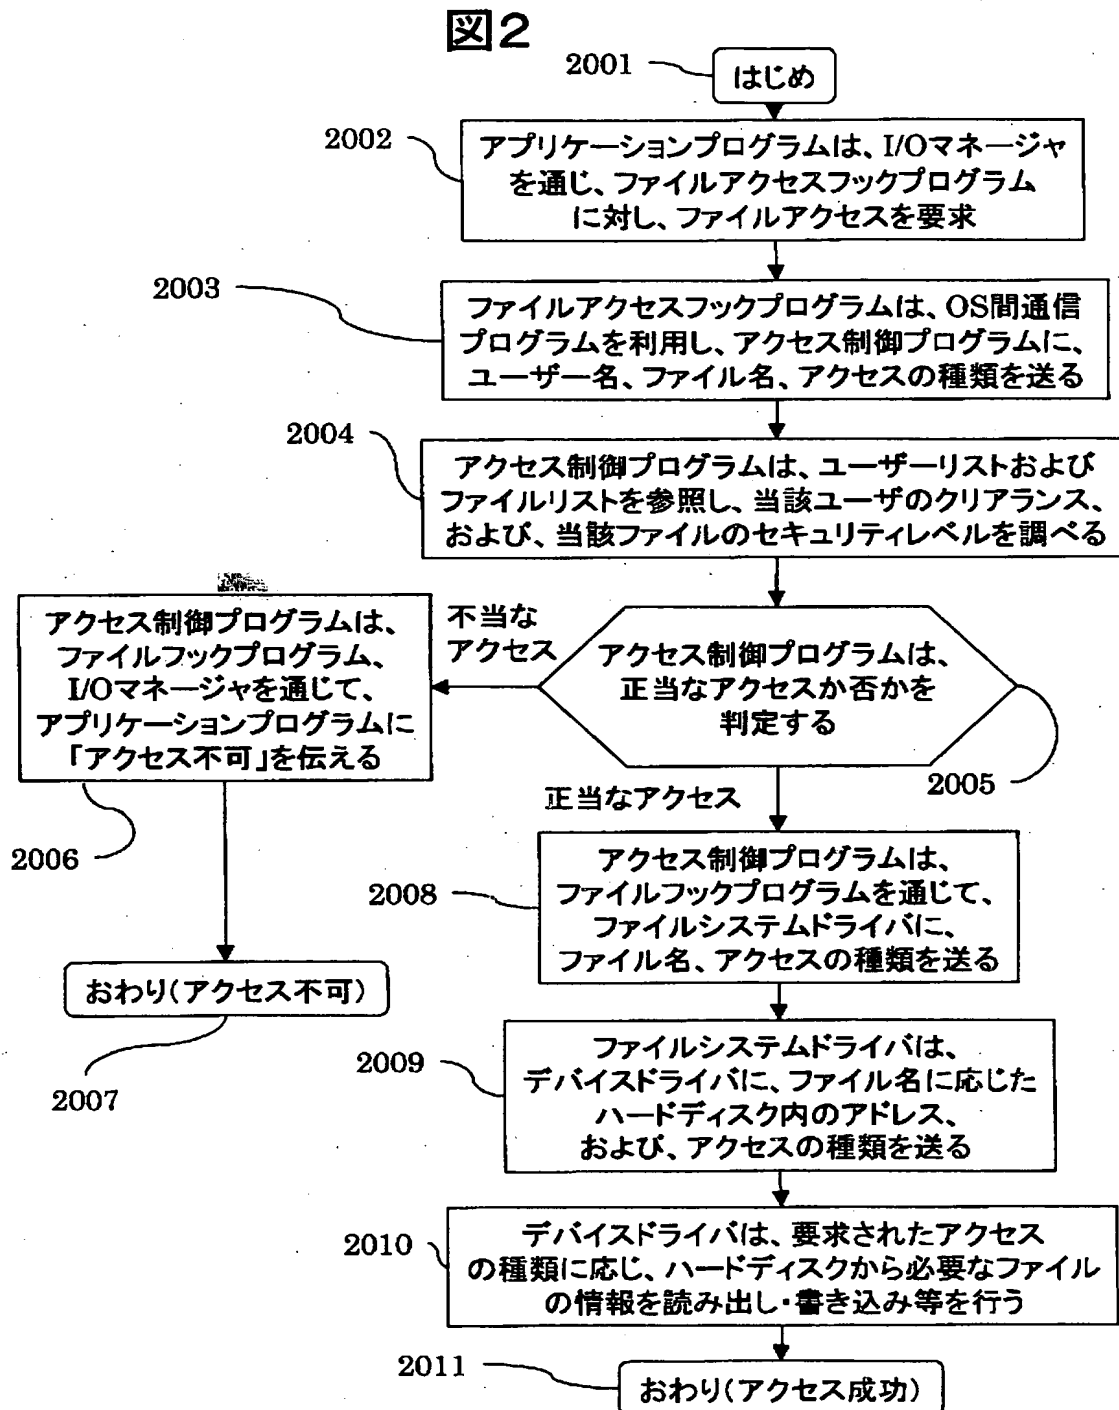 図2
2001
はじめ
2002
アプリケーションプログラムは、I/Oマネージャ
を通じ、ファイルアクセスフックプログラム
に対し、ファイルアクセスを要求
2003
ファイルアクセスフックプログラムは、OS間通信
プログラムを利用し、アクセス制御プログラムに、
ユーザー名、ファイル名、アクセスの種類を送る
2004
アクセス制御プログラムは、ユーザーリストおよび
ファイルリストを参照し、当該ユーザのクリアランス、
および、当該ファイルのセキュリティレベルを調べる
アクセス制御プログラムは、
正当なアクセスか否かを
判定する
2005
不当な
アクセス
アクセス制御プログラムは、
ファイルフックプログラム、
I/Oマネージャを通じて、
アプリケーションプログラムに
「アクセス不可」を伝える
2006
おわり(アクセス不可)
2007
正当なアクセス
2008
アクセス制御プログラムは、
ファイルフックプログラムを通じて、
ファイルシステムドライバに、
ファイル名、アクセスの種類を送る
2009
ファイルシステムドライバは、
デバイスドライバに、ファイル名に応じた
ハードディスク内のアドレス、
および、アクセスの種類を送る
2010
デバイスドライバは、要求されたアクセス
の種類に応じ、ハードディスクから必要なファイル
の情報を読み出し・書き込み等を行う
2011
おわり(アクセス成功)